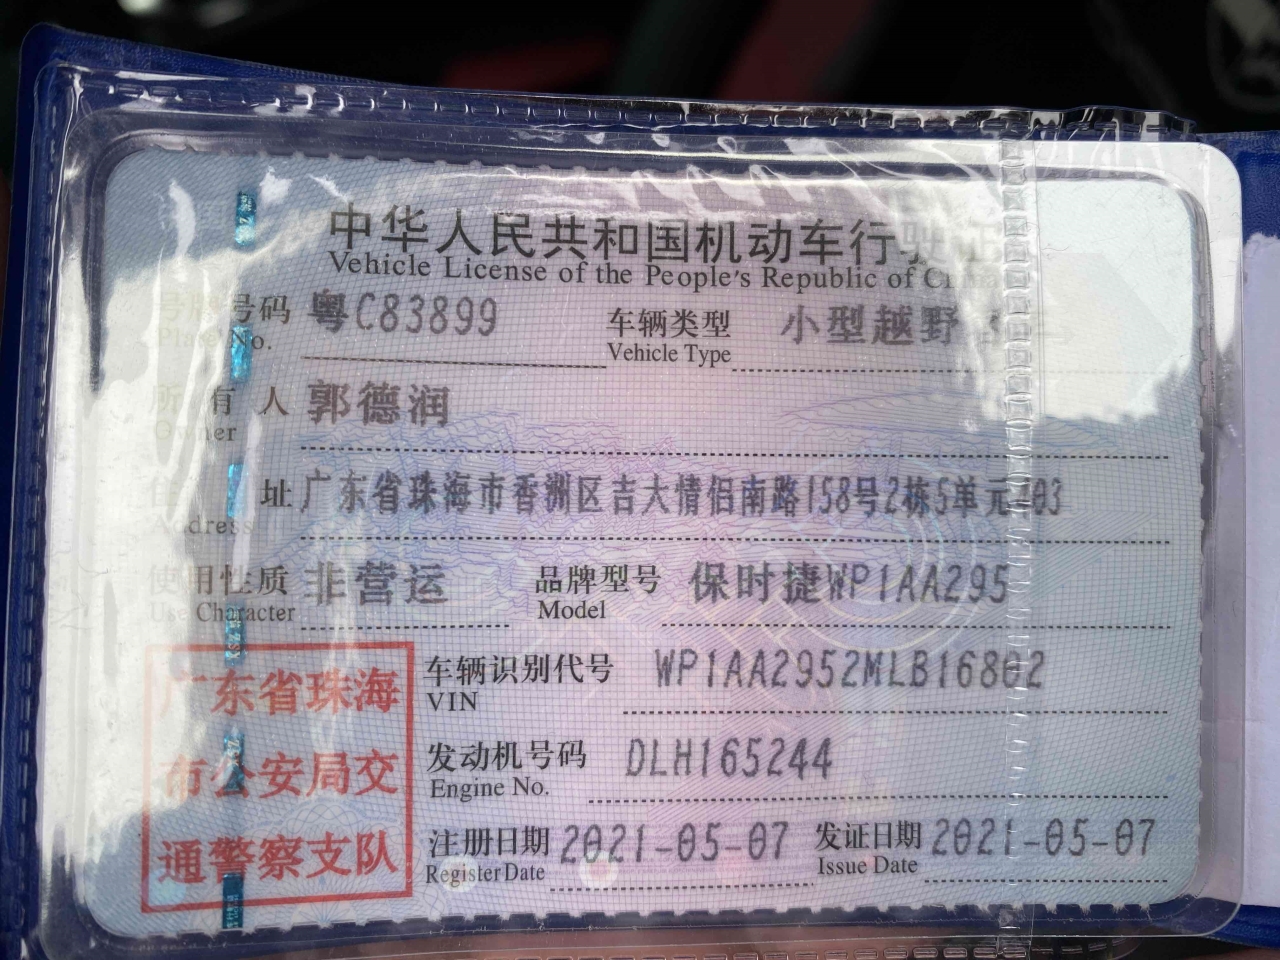 中华人民共和国机动车行驶证
Vehicle License of the People's Republic of China
号牌号码 粤C83899 车辆类型 小型越野
Plate No. Vehicle Type
所有人 郭德润
Owner
住址 广东省珠海市香洲区吉大情侣南路158号2栋5单元403
Address
使用性质 非营运 品牌型号 保时捷WP1AA295
Use Character Model
车辆识别代号 WP1AA2952MLB16802
VIN
发动机号码 DLH165244
Engine No.
注册日期 2021-05-07 发证日期 2021-05-07
Register Date Issue Date
广东省珠海
市公安局交
通警察支队